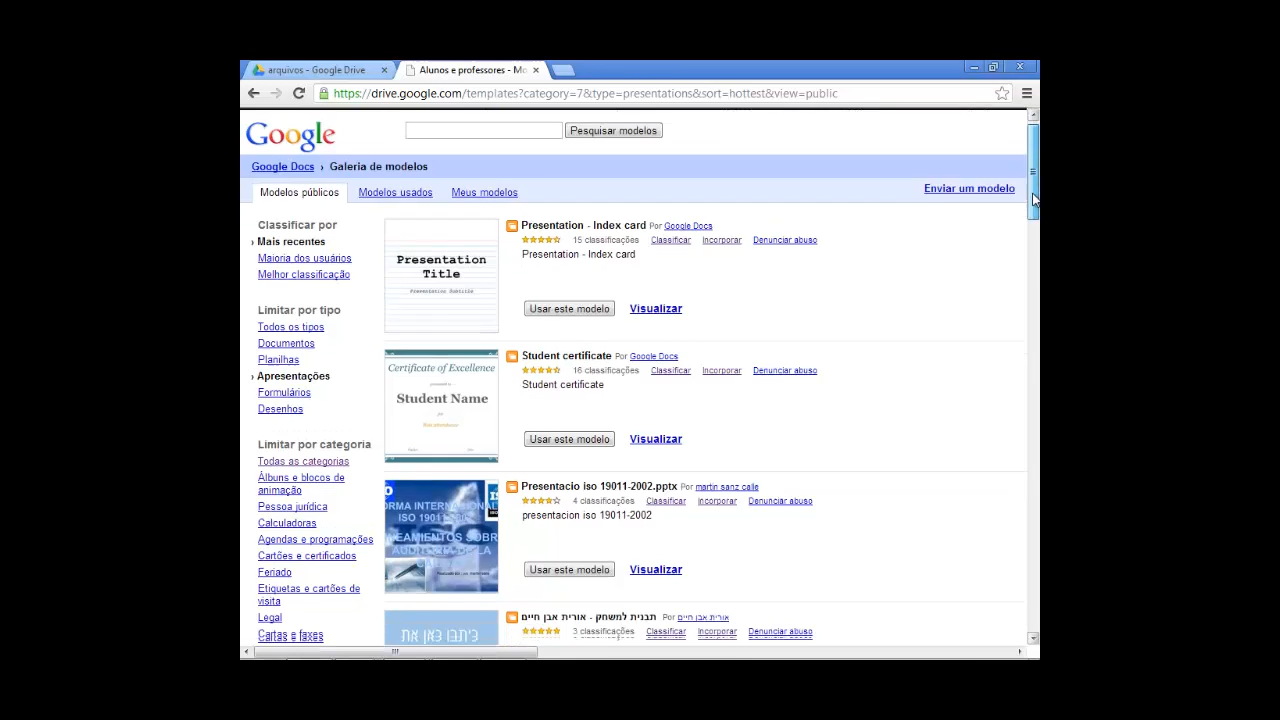 arquivos - Google Drive
Alunos e professores - Mo
https://drive.google.com/templates?category=7&type=presentations&sort=hottest&view=public
Google
Pesquisar modelos
Google Docs › Galeria de modelos
Modelos públicos
Modelos usados
Meus modelos
Enviar um modelo
Classificar por
› Mais recentes
Maioria dos usuários
Melhor classificação
Limitar por tipo
Todos os tipos
Documentos
Planilhas
› Apresentações
Formulários
Desenhos
Limitar por categoria
Todas as categorias
Álbuns e blocos de
animação
Pessoa jurídica
Calculadoras
Agendas e programações
Cartões e certificados
Feriado
Etiquetas e cartões de
visita
Legal
Cartas e faxes
Presentation
Title
Presentation Subtitle
Presentation - Index card Por Google Docs
15 classificações Classificar Incorporar Denunciar abuso
Presentation - Index card
Usar este modelo Visualizar
Certificate of Excellence
Student Name
Student certificate Por Google Docs
16 classificações Classificar Incorporar Denunciar abuso
Student certificate
Usar este modelo Visualizar
ISO 19011
Presentacio iso 19011-2002.pptx Por martin sanz calle
4 classificações Classificar Incorporar Denunciar abuso
presentacion iso 19011-2002
Usar este modelo Visualizar
כיתבו כאן את
תבנית למשחק - אורית אבן חיים Por אורית אבן חיים
3 classificações Classificar Incorporar Denunciar abuso